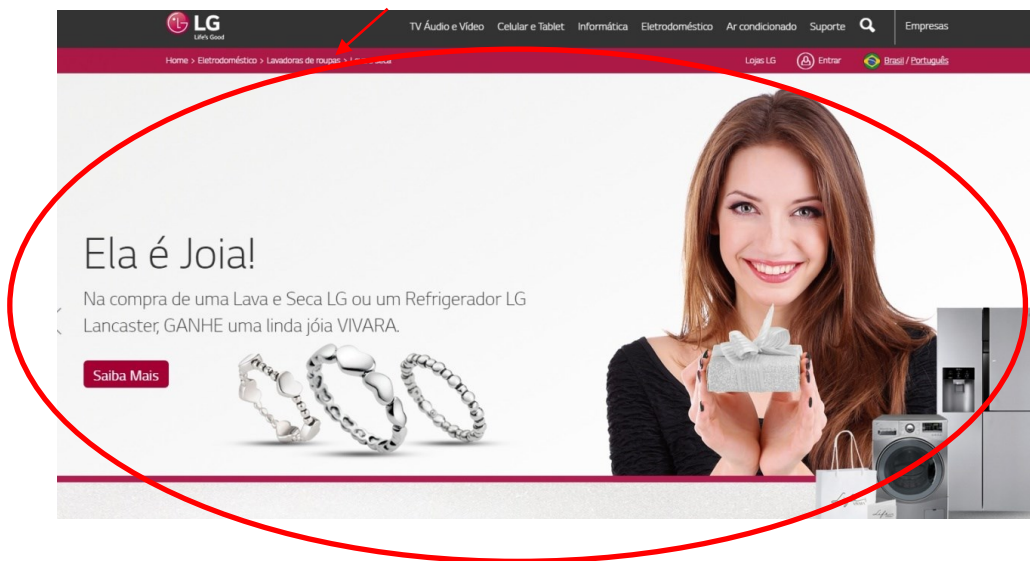 LG
Life's Good
TV Áudio e Vídeo Celular e Tablet Informática Eletrodoméstico Ar condicionado Suporte Empresas
Home > Eletrodoméstico > Lavadoras de roupas > Seca
Lojas LG Entrar Brasil / Português
Ela é Joia!
Na compra de uma Lava e Seca LG ou um Refrigerador LG
Lancaster, GANHE uma linda jóia VIVARA.
Saiba Mais